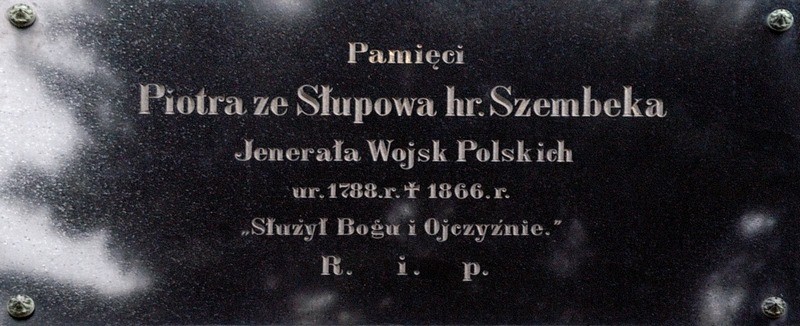 Pamięci
Piotra ze Słupowa hr. Szembeka
Jenerała Wojsk Polskich
ur. 1788. r. ✝ 1866. r.
„Służył Bogu i Ojczyźnie.”
R. i. p.